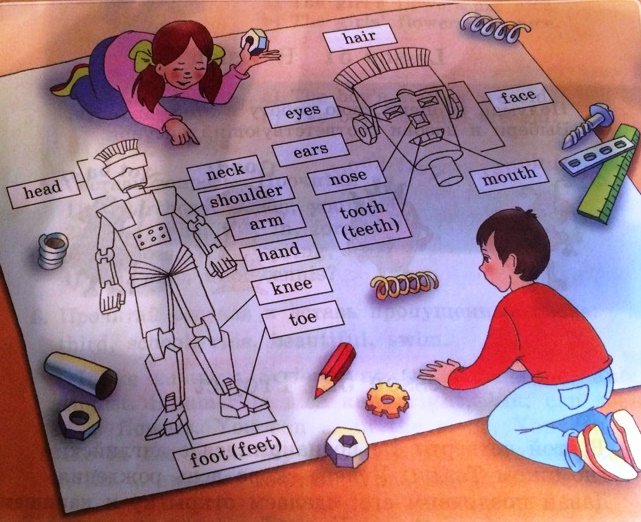 hair
face
eyes
ears
nose
mouth
tooth
(teeth)
head
neck
shoulder
arm
hand
knee
toe
foot (feet)